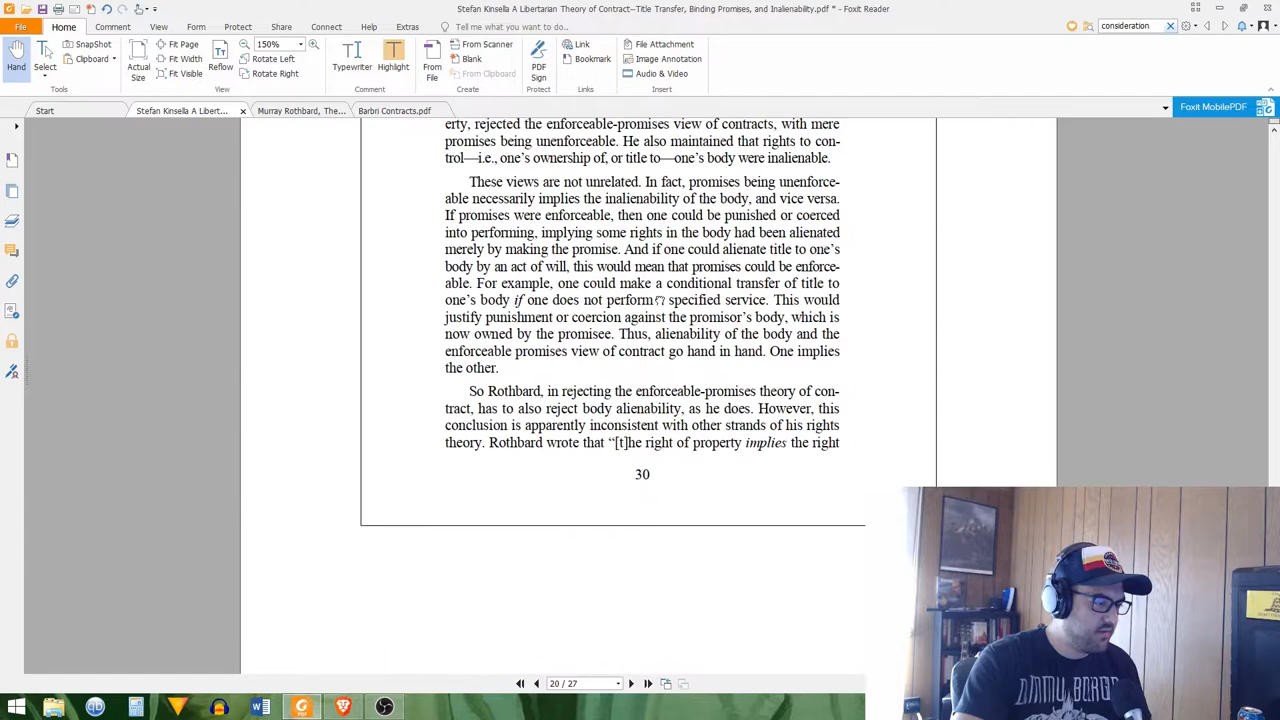 Stefan Kinsella A Libertarian Theory of Contract--Title Transfer, Binding Promises, and Inalienability.pdf * - Foxit Reader
File Home Comment View Form Protect Share Connect Help Extras Tell me what you want to do... consideration
Hand Select SnapShot Clipboard Actual Size Fit Page Fit Width Fit Visible Reflow 150% Rotate Left Rotate Right Typewriter Highlight From File From Scanner Blank From Clipboard PDF Sign Link Bookmark File Attachment Image Annotation Audio & Video
Tools View Comment Create Protect Links Insert
Start Stefan Kinsella A Libert... Murray Rothbard, The... Barbri Contracts.pdf Foxit MobilePDF
erty, rejected the enforceable-promises view of contracts, with mere
promises being unenforceable. He also maintained that rights to con-
trol—i.e., one's ownership of, or title to—one's body were inalienable.
These views are not unrelated. In fact, promises being unenforce-
able necessarily implies the inalienability of the body, and vice versa.
If promises were enforceable, then one could be punished or coerced
into performing, implying some rights in the body had been alienated
merely by making the promise. And if one could alienate title to one's
body by an act of will, this would mean that promises could be enforce-
able. For example, one could make a conditional transfer of title to
one's body if one does not perform specified service. This would
justify punishment or coercion against the promisor's body, which is
now owned by the promisee. Thus, alienability of the body and the
enforceable promises view of contract go hand in hand. One implies
the other.
So Rothbard, in rejecting the enforceable-promises theory of con-
tract, has to also reject body alienability, as he does. However, this
conclusion is apparently inconsistent with other strands of his rights
theory. Rothbard wrote that “[t]he right of property implies the right
30
20 / 27